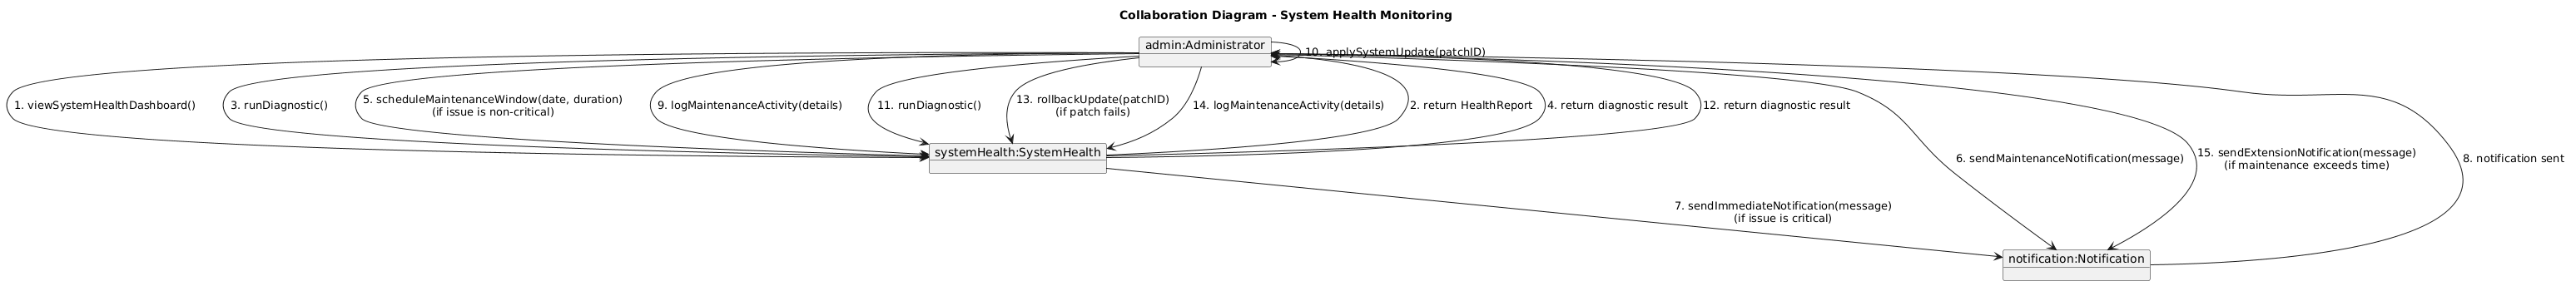 Collaboration Diagram - System Health Monitoring
admin:Administrator
10. applySystemUpdate(patchID)
1. viewSystemHealthDashboard()
3. runDiagnostic()
5. scheduleMaintenanceWindow(date, duration)
(if issue is non-critical)
9. logMaintenanceActivity(details)
11. runDiagnostic()
13. rollbackUpdate(patchID)
(if patch fails)
14. logMaintenanceActivity(details)
2. return HealthReport
4. return diagnostic result
12. return diagnostic result
systemHealth:SystemHealth
6. sendMaintenanceNotification(message)
15. sendExtensionNotification(message)
(if maintenance exceeds time)
8. notification sent
7. sendImmediateNotification(message)
(if issue is critical)
notification:Notification